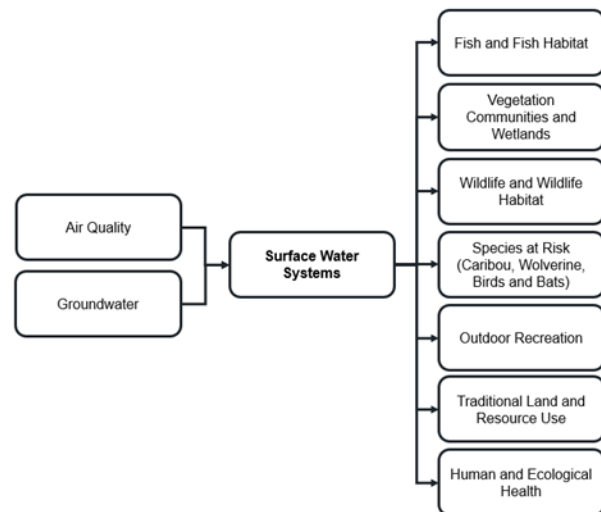 Air Quality
Groundwater
Surface Water
Systems
Fish and Fish Habitat
Vegetation
Communities and
Wetlands
Wildlife and Wildlife
Habitat
Species at Risk
(Caribou, Wolverine,
Birds and Bats)
Outdoor Recreation
Traditional Land and
Resource Use
Human and Ecological
Health